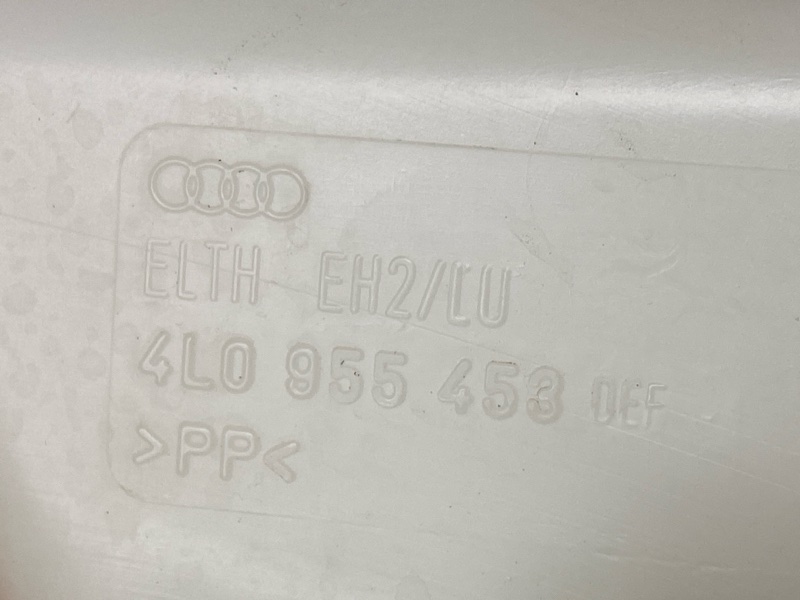 ELTH EH2/LU
4L0 955 453 DEF
>PP<